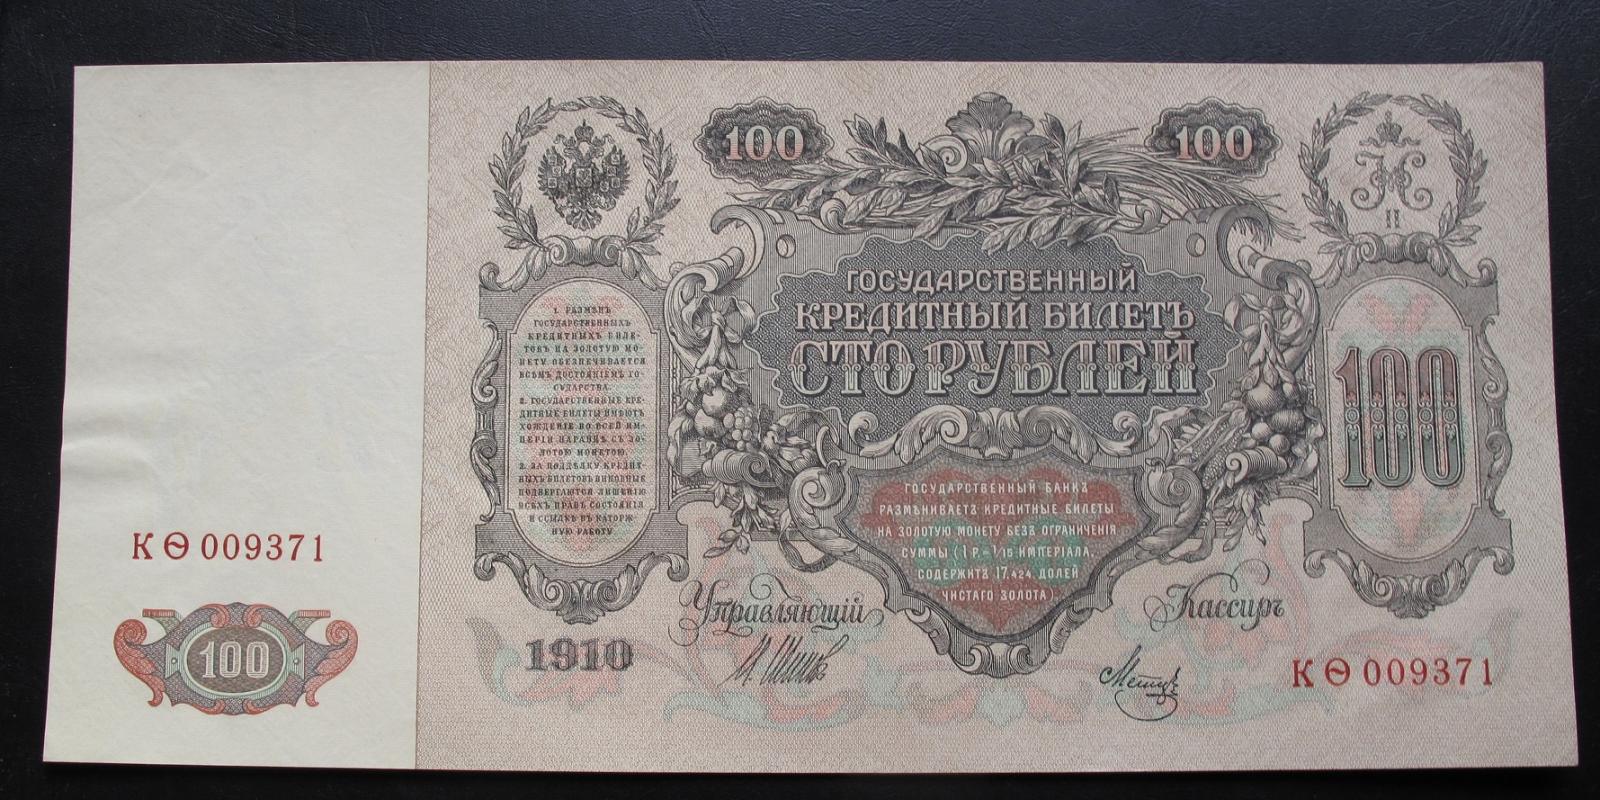 100
100
II
ГОСУДАРСТВЕННЫЙ
КРЕДИТНЫЙ БИЛЕТЪ
СТО РУБЛЕЙ
1. РАЗМѢНЪ
ГОСУДАРСТВЕННЫХЪ
КРЕДИТНЫХЪ БИЛЕ-
ТОВЪ НА ЗОЛОТУЮ МО-
НЕТУ ОБЕЗПЕЧИВАЕТСЯ
ВСѢМЪ ДОСТОЯНІЕМЪ ГО-
СУДАРСТВА.
2. ГОСУДАРСТВЕННЫЕ КРЕ-
ДИТНЫЕ БИЛЕТЫ ИМѢЮТЪ
ХОЖДЕНІЕ ВО ВСЕЙ ИМ-
ПЕРІИ НАРАВНѢ СЪ ЗО-
ЛОТОЮ МОНЕТОЮ.
3. ЗА ПОДДѢЛКУ КРЕДИТ-
НЫХЪ БИЛЕТОВЪ ВИНОВНЫЕ
ПОДВЕРГАЮТСЯ ЛИШЕНІЮ
ВСѢХЪ ПРАВЪ СОСТОЯНІЯ
И ССЫЛКѢ ВЪ КАТОРЖ-
НУЮ РАБОТУ.
100
ГОСУДАРСТВЕННЫЙ БАНКЪ
РАЗМѢНИВАЕТЪ КРЕДИТНЫЕ БИЛЕТЫ
НА ЗОЛОТУЮ МОНЕТУ БЕЗЪ ОГРАНИЧЕНІЯ
СУММЫ (1 Р.=1/15 ИМПЕРІАЛА,
СОДЕРЖИТЪ 17,424 ДОЛЕЙ
ЧИСТАГО ЗОЛОТА).
КѲ 009371
100
1910
Управляющій
Кассиръ
КѲ 009371